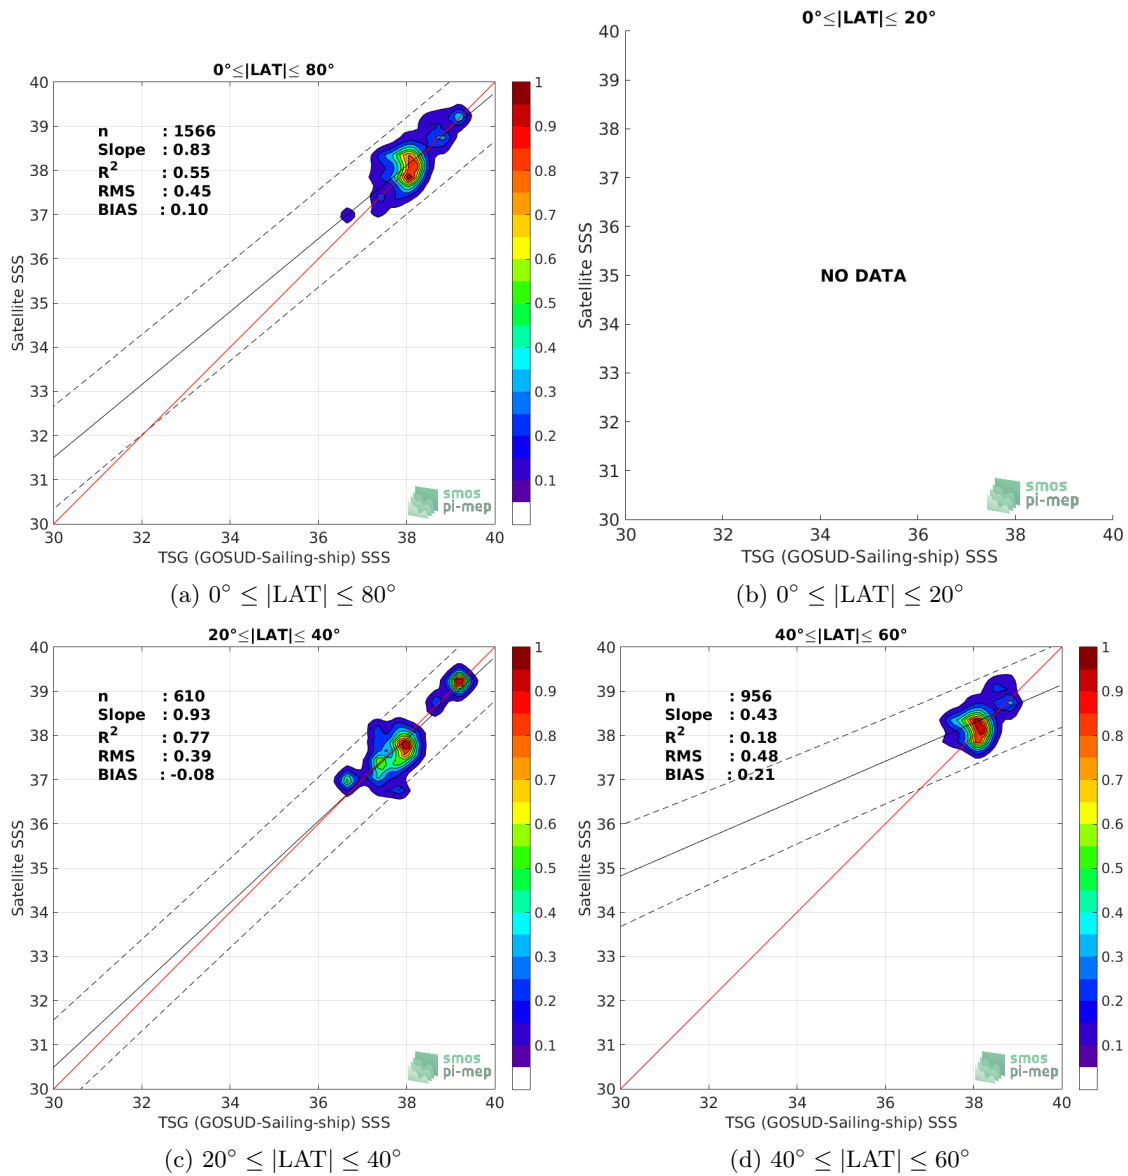 0°≤|LAT|≤ 80°
n : 1566
Slope : 0.83
R² : 0.55
RMS : 0.45
BIAS : 0.10
Satellite SSS
40
39
38
37
36
35
34
33
32
31
30
30 32 34 36 38 40
TSG (GOSUD-Sailing-ship) SSS
1
0.9
0.8
0.7
0.6
0.5
0.4
0.3
0.2
0.1
smos
pi-mep
(a) 0° ≤ |LAT| ≤ 80°
0°≤|LAT|≤ 20°
NO DATA
Satellite SSS
40
39
38
37
36
35
34
33
32
31
30
30 32 34 36 38 40
TSG (GOSUD-Sailing-ship) SSS
smos
pi-mep
(b) 0° ≤ |LAT| ≤ 20°
20°≤|LAT|≤ 40°
n : 610
Slope : 0.93
R² : 0.77
RMS : 0.39
BIAS : -0.08
Satellite SSS
40
39
38
37
36
35
34
33
32
31
30
30 32 34 36 38 40
TSG (GOSUD-Sailing-ship) SSS
1
0.9
0.8
0.7
0.6
0.5
0.4
0.3
0.2
0.1
smos
pi-mep
(c) 20° ≤ |LAT| ≤ 40°
40°≤|LAT|≤ 60°
n : 956
Slope : 0.43
R² : 0.18
RMS : 0.48
BIAS : 0.21
Satellite SSS
40
39
38
37
36
35
34
33
32
31
30
30 32 34 36 38 40
TSG (GOSUD-Sailing-ship) SSS
1
0.9
0.8
0.7
0.6
0.5
0.4
0.3
0.2
0.1
smos
pi-mep
(d) 40° ≤ |LAT| ≤ 60°